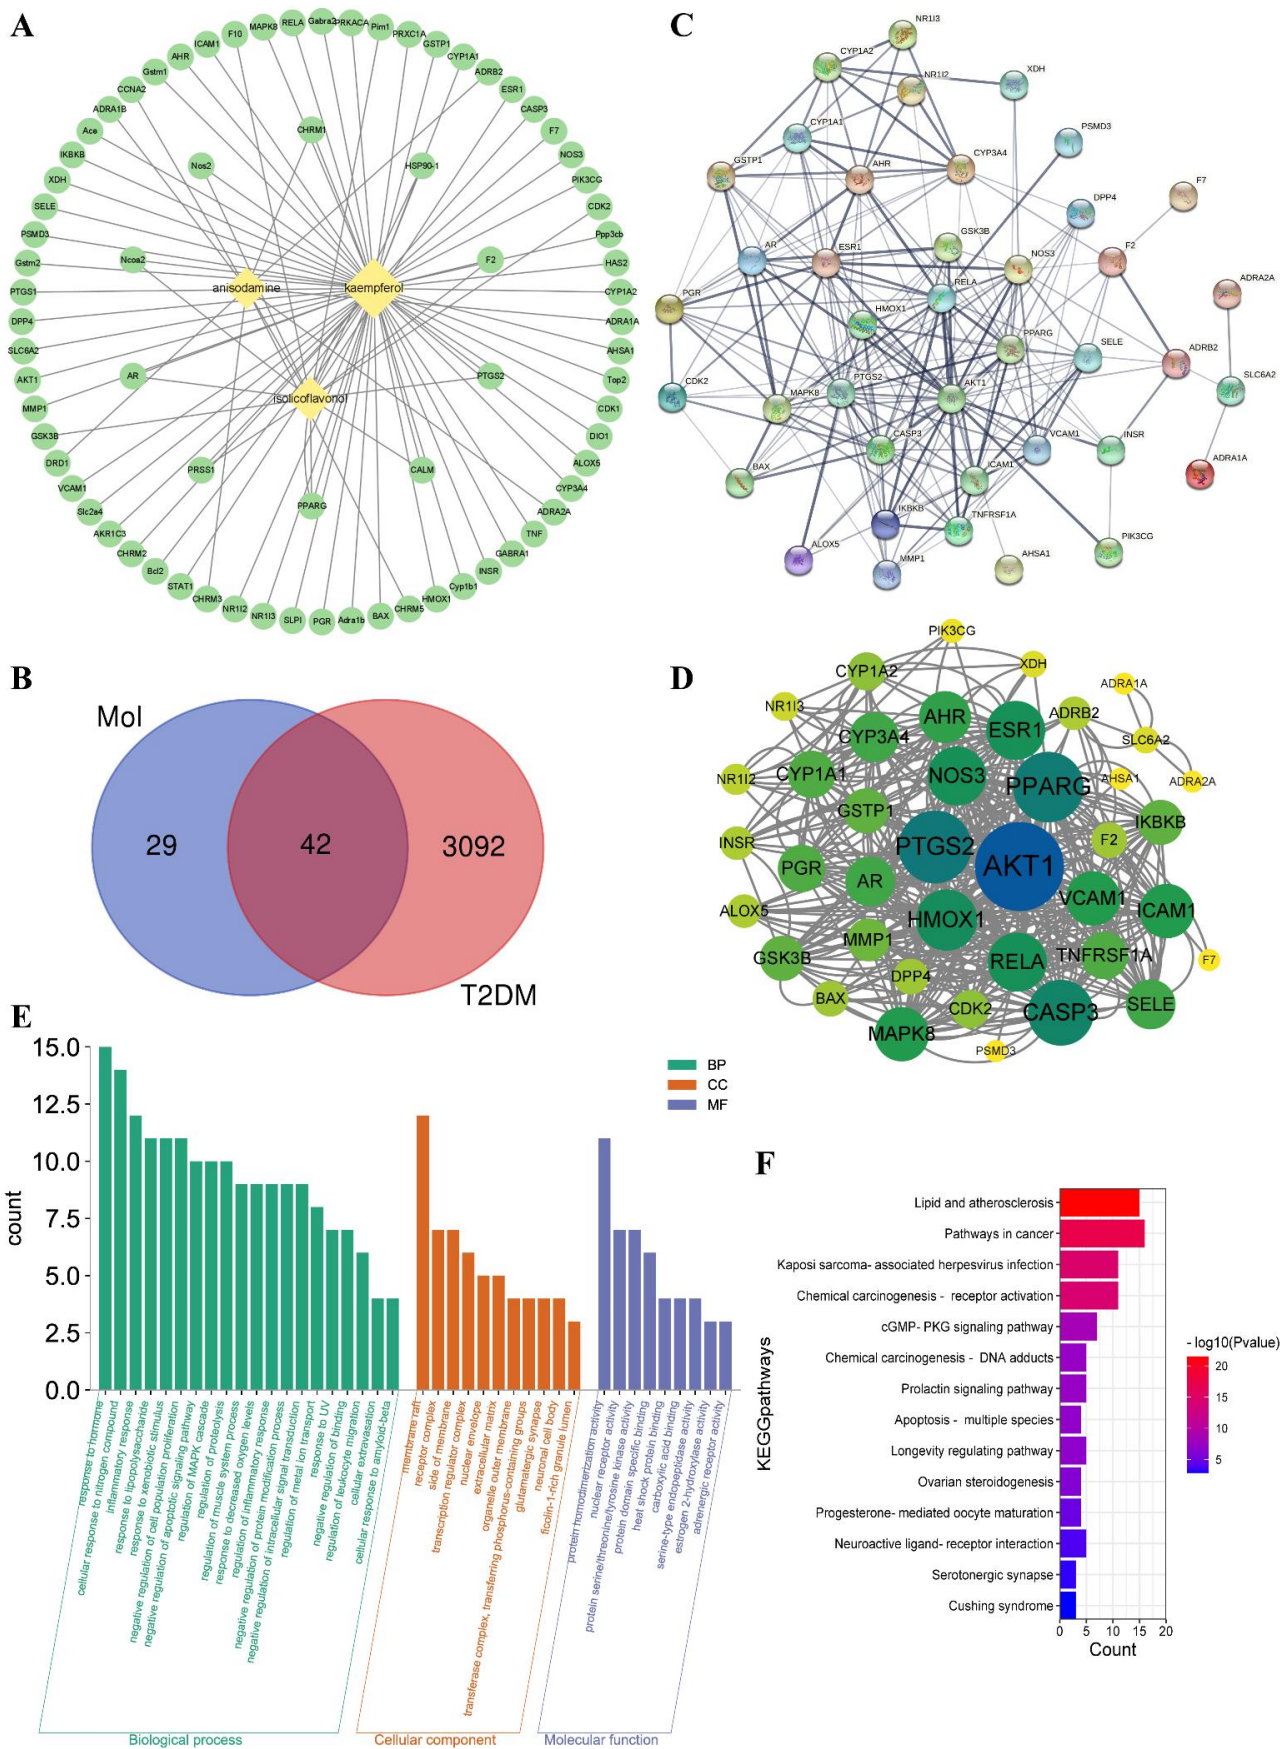 A
Gabra2
RELA
PRKACA
MAPK8
Pim1
F10
PRXC1A
ICAM1
GSTP1
AHR
CYP1A1
Gstm1
ADRB2
CCNA2
ESR1
ADRA1B
CASP3
Ace
F7
CHRM1
IKBKB
Nos2
HSP90-1
NOS3
XDH
PIK3CG
SELE
CDK2
PSMD3
Ppp3cb
Gstm2
Ncoa2
F2
HAS2
PTGS1
anisodamine
kaempferol
CYP1A2
DPP4
ADRA1A
SLC6A2
AHSA1
AKT1
AR
PTGS2
Top2
MMP1
isolicoflavonol
CDK1
GSK3B
DIO1
DRD1
PRSS1
CALM
ALOX5
VCAM1
CYP3A4
Slc2a4
PPARG
ADRA2A
AKR1C3
TNF
CHRM2
GABRA1
Bcl2
INSR
STAT1
Cyp1b1
CHRM3
HMOX1
NR1I2
CHRM5
NR1I3
BAX
SLPI
PGR
Adra1b
C
NR1I3
CYP1A2
NR1I2
XDH
CYP1A1
PSMD3
GSTP1
AHR
CYP3A4
F7
DPP4
AR
ESR1
GSK3B
NOS3
F2
ADRA2A
PGR
RELA
HMOX1
PPARG
SELE
ADRB2
CDK2
MAPK8
PTGS2
AKT1
SLC6A2
CASP3
VCAM1
INSR
ADRA1A
BAX
ICAM1
IKBKB
TNFRSF1A
ALOX5
MMP1
AHSA1
PIK3CG
B
Mol
29
42
3092
T2DM
D
PIK3CG
CYP1A2
XDH
ADRA1A
NR1I3
AHR
ESR1
ADRB2
CYP3A4
SLC6A2
NR1I2
CYP1A1
NOS3
PPARG
AHSA1
ADRA2A
GSTP1
IKBKB
INSR
PTGS2
AKT1
F2
PGR
AR
VCAM1
ALOX5
HMOX1
ICAM1
MMP1
GSK3B
DPP4
RELA
TNFRSF1A
F7
BAX
CDK2
CASP3
SELE
MAPK8
PSMD3
E
count
15.0
12.5
10.0
7.5
5.0
2.5
0.0
BP
CC
MF
response to hormone
cellular response to nitrogen compound
inflammatory response
response to lipopolysaccharide
response to xenobiotic stimulus
negative regulation of cell population proliferation
negative regulation of apoptotic signaling pathway
regulation of MAPK cascade
regulation of proteolysis
regulation of muscle system process
response to decreased oxygen levels
regulation of inflammatory response
negative regulation of protein modification process
negative regulation of intracellular signal transduction
regulation of metal ion transport
response to UV
negative regulation of binding
regulation of leukocyte migration
cellular extravasation
cellular response to amyloid-beta
membrane raft
receptor complex
side of membrane
transcription regulator complex
nuclear envelope
extracellular matrix
organelle outer membrane
transferase complex, transferring phosphorus-containing groups
glutamatergic synapse
neuronal cell body
ficolin-1-rich granule lumen
protein homodimerization activity
nuclear receptor activity
protein serine/threonine/tyrosine kinase activity
protein domain specific binding
heat shock protein binding
carboxylic acid binding
serine-type endopeptidase activity
estrogen 2-hydroxylase activity
adrenergic receptor activity
Biological process
Cellular component
Molecular function
F
KEGGpathways
Lipid and atherosclerosis
Pathways in cancer
Kaposi sarcoma- associated herpesvirus infection
Chemical carcinogenesis - receptor activation
cGMP- PKG signaling pathway
Chemical carcinogenesis - DNA adducts
Prolactin signaling pathway
Apoptosis - multiple species
Longevity regulating pathway
Ovarian steroidogenesis
Progesterone- mediated oocyte maturation
Neuroactive ligand- receptor interaction
Serotonergic synapse
Cushing syndrome
0 5 10 15 20
Count
- log10(Pvalue)
20
15
10
5